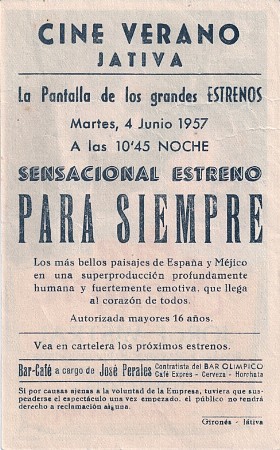 CINE VERANO
JATIVA
La Pantalla de los grandes ESTRENOS
Martes, 4 Junio 1957
A las 10'45 NOCHE
SENSACIONAL ESTRENO
PARA SIEMPRE
Los más bellos paisajes de España y Méjico
en una superproducción profundamente
humana y fuertemente emotiva, que llega
al corazón de todos.
Autorizada mayores 16 años.
Vea en cartelera los próximos estrenos.
Bar-Café a cargo de José Perales
Contratista del BAR OLIMPICO
Café Expres - Cerveza - Horchata
Si por causas ajenas a la voluntad de la Empresa, tuviera que sus-
penderse el espectáculo una vez empezado, el público no tendrá
derecho a reclamación alguna.
Gironés - Játiva